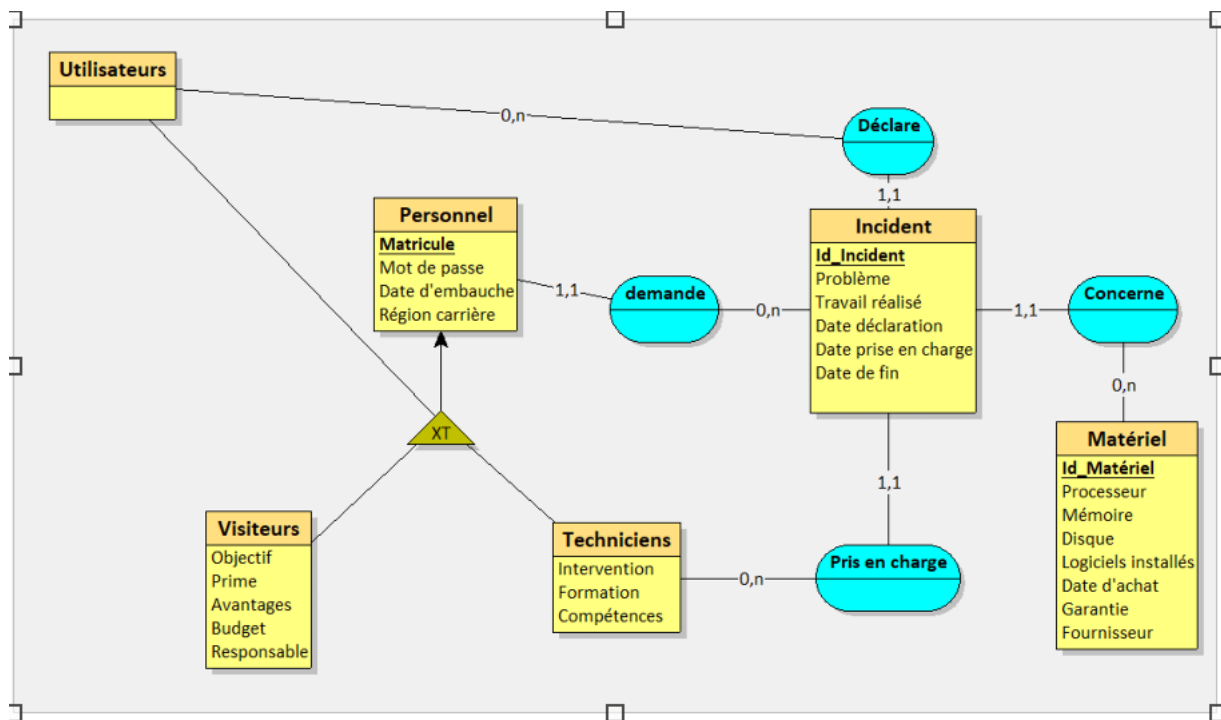 Utilisateurs
0,n
Déclare
1,1
Personnel
Matricule
Mot de passe
Date d'embauche
Région carrière
1,1
demande
0,n
Incident
Id_Incident
Problème
Travail réalisé
Date déclaration
Date prise en charge
Date de fin
1,1
Concerne
0,n
Matériel
Id_Matériel
Processeur
Mémoire
Disque
Logiciels installés
Date d'achat
Garantie
Fournisseur
XT
1,1
Visiteurs
Objectif
Prime
Avantages
Budget
Responsable
Techniciens
Intervention
Formation
Compétences
0,n
Pris en charge